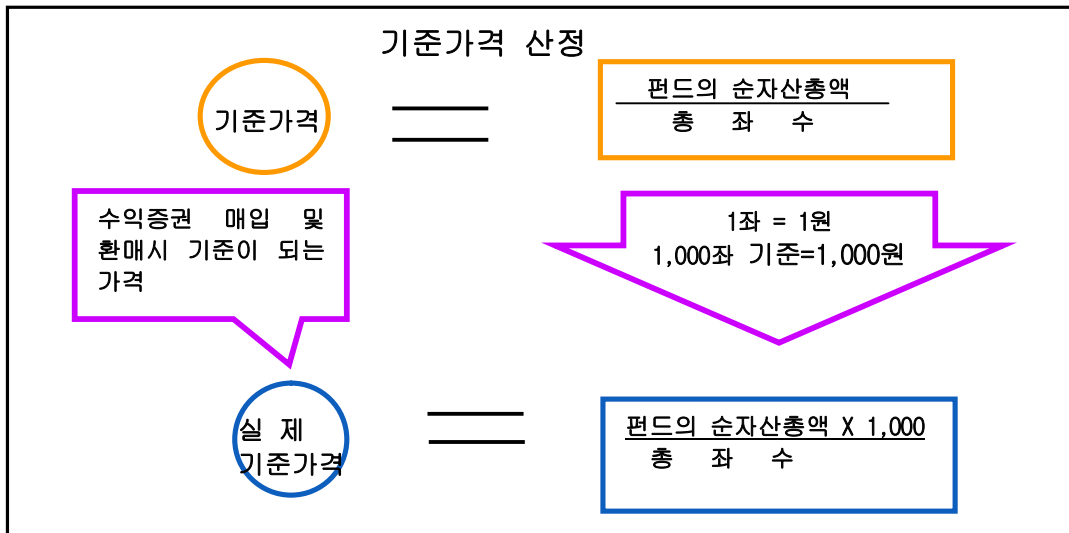 기준가격 산정
기준가격
펀드의 순자산총액
총 좌 수
수익증권 매입 및
환매시 기준이 되는
가격
1좌 = 1원
1,000좌 기준=1,000원
실 제
기준가격
펀드의 순자산총액 X 1,000
총 좌 수